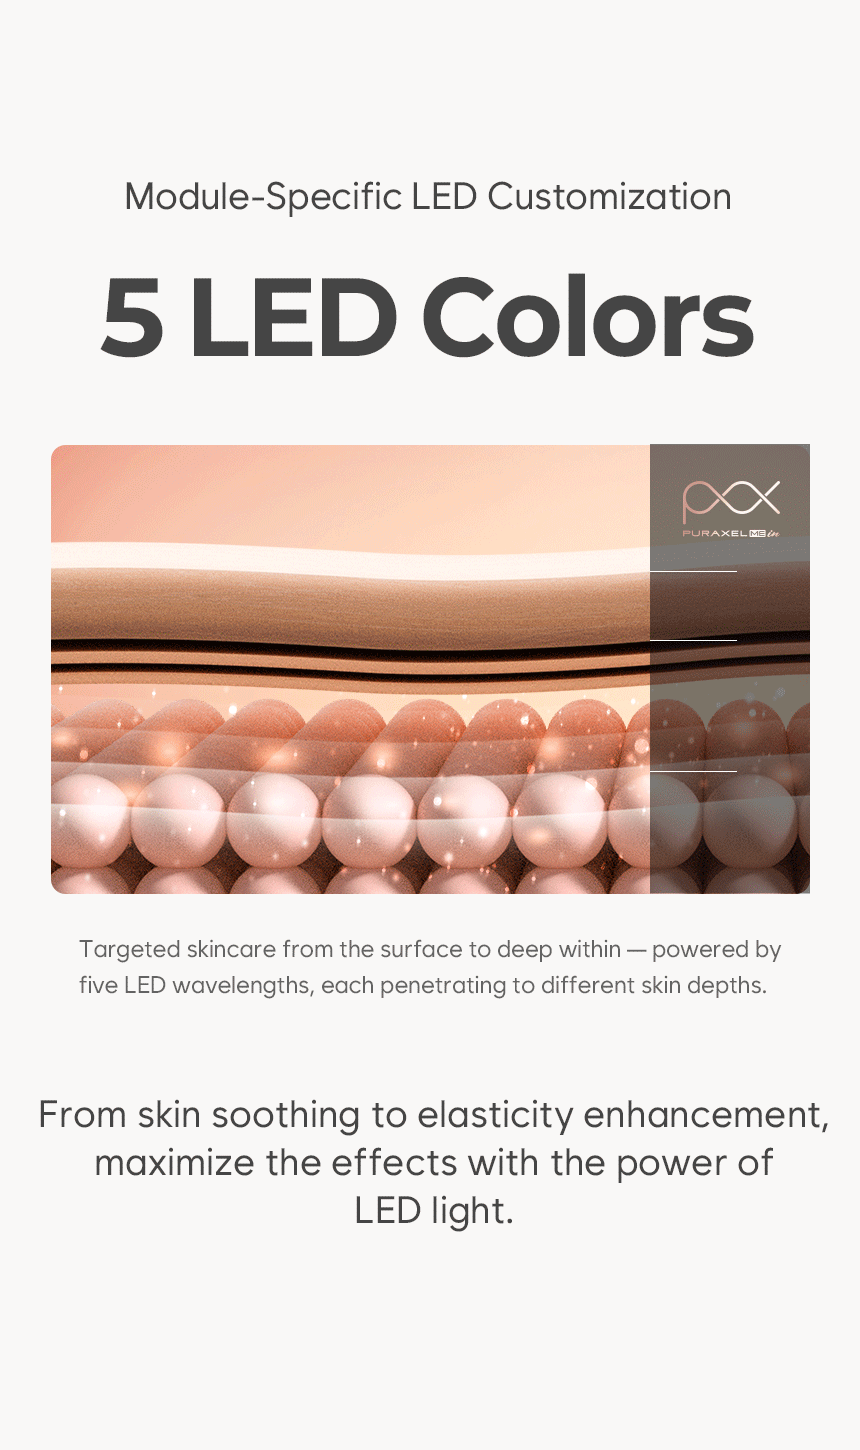 Module-Specific LED Customization
5 LED Colors
PURAXEL MS in
Targeted skincare from the surface to deep within — powered by
five LED wavelengths, each penetrating to different skin depths.
From skin soothing to elasticity enhancement,
maximize the effects with the power of
LED light.